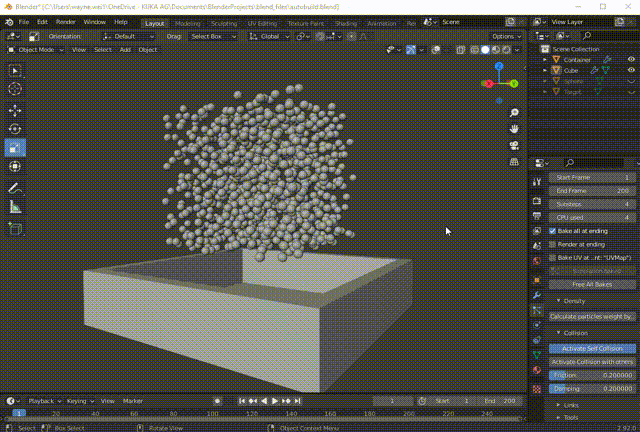 Blender* [C:\Users\wayne.wei1\OneDrive - KUKA AG\Documents\BlenderProjects\blend_files\autobuild.blend]
File Edit Render Window Help Layout Modeling Sculpting UV Editing Texture Paint Shading Animation Scene View Layer
Orientation: Default Drag: Select Box Global Options
Object Mode View Select Add Object
Scene Collection
Container
Cube
Sphere
Target
Z
X
Y
Start Frame 1
End Frame 200
Substeps 4
CPU used 4
Bake all at ending
Render at ending
Bake UV at ..nt: "UVMap")
Free All Bakes
Density
Calculate particles weight by...
Collision
Activate Self Collision
Activate Collision with others
Friction 0.200000
Damping 0.200000
Links
Tools
Playback Keying View Marker 1 Start 1 End 200
1 20 40 60 80 100 120 140 160 180 200 220 240
Select Box Select Rotate View Object Context Menu 2.92.0